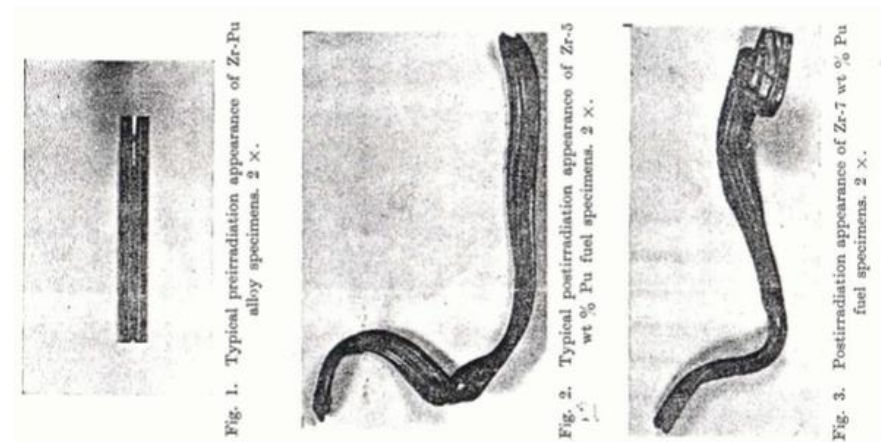 Fig. 1. Typical preirradiation appearance of Zr-Pu
alloy specimens. 2 ×.
Fig. 2. Typical postirradiation appearance of Zr-5
wt % Pu fuel specimens. 2 ×.
Fig. 3. Postirradiation appearance of Zr-7 wt % Pu
fuel specimens. 2 ×.